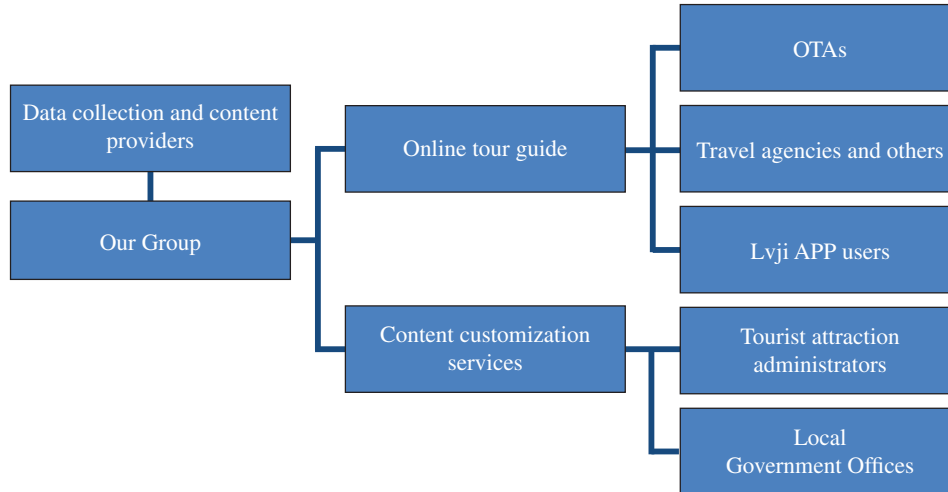 Data collection and content
providers
Our Group
Online tour guide
Content customization
services
OTAs
Travel agencies and others
Lvji APP users
Tourist attraction
administrators
Local
Government Offices